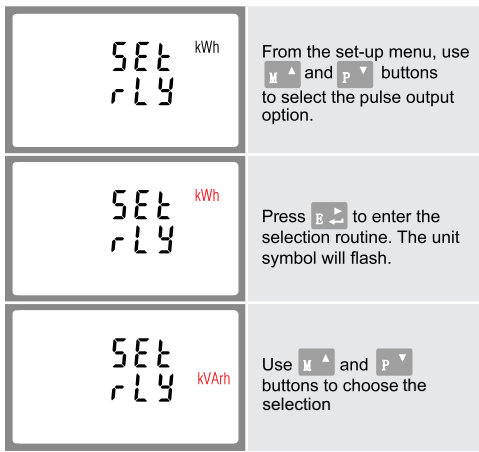 SEt kWh
rLY
From the set-up menu, use
M ▲ and P ▼ buttons
to select the pulse output
option.
SEt kWh
rLY
Press E to enter the
selection routine. The unit
symbol will flash.
SEt
rLY kVArh
Use M ▲ and P ▼
buttons to choose the
selection